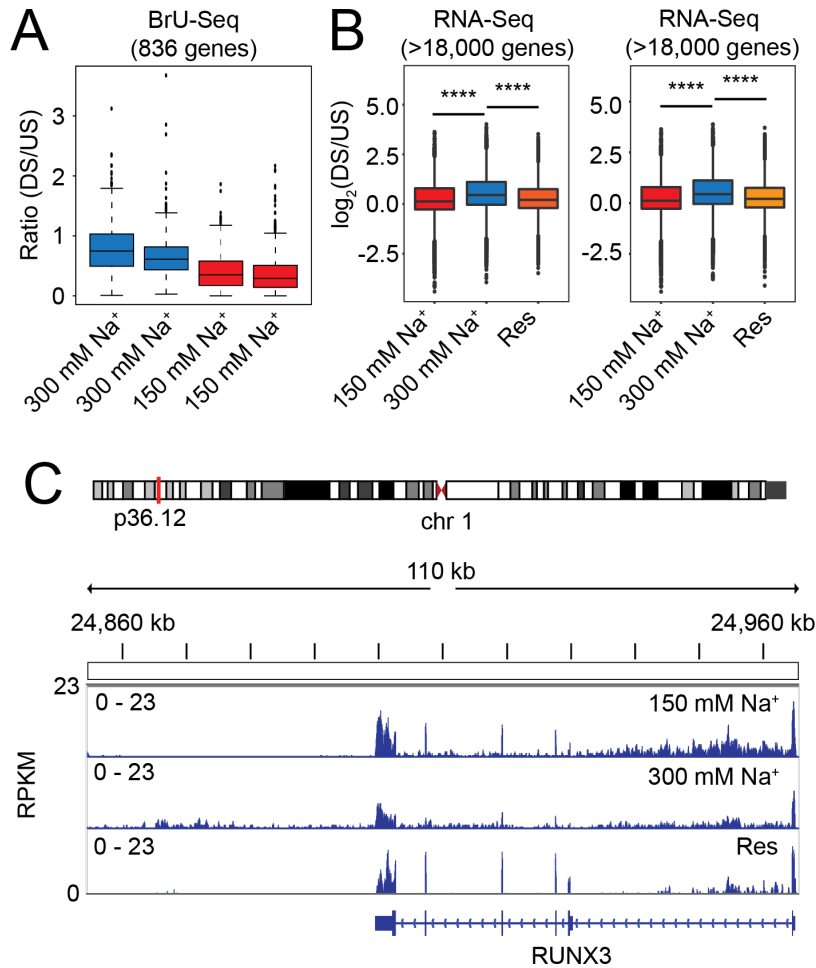 A
BrU-Seq
(836 genes)
Ratio (DS/US)
3
2
1
0
300 mM Na⁺
300 mM Na⁺
150 mM Na⁺
150 mM Na⁺
B
RNA-Seq
(>18,000 genes)
log₂(DS/US)
5.0
2.5
0.0
-2.5
**** ****
150 mM Na⁺
300 mM Na⁺
Res
RNA-Seq
(>18,000 genes)
5.0
2.5
0.0
-2.5
**** ****
150 mM Na⁺
300 mM Na⁺
Res
C
p36.12
chr 1
110 kb
24,860 kb
24,960 kb
RPKM
23
0 - 23
150 mM Na⁺
0 - 23
300 mM Na⁺
0 - 23
Res
0
RUNX3